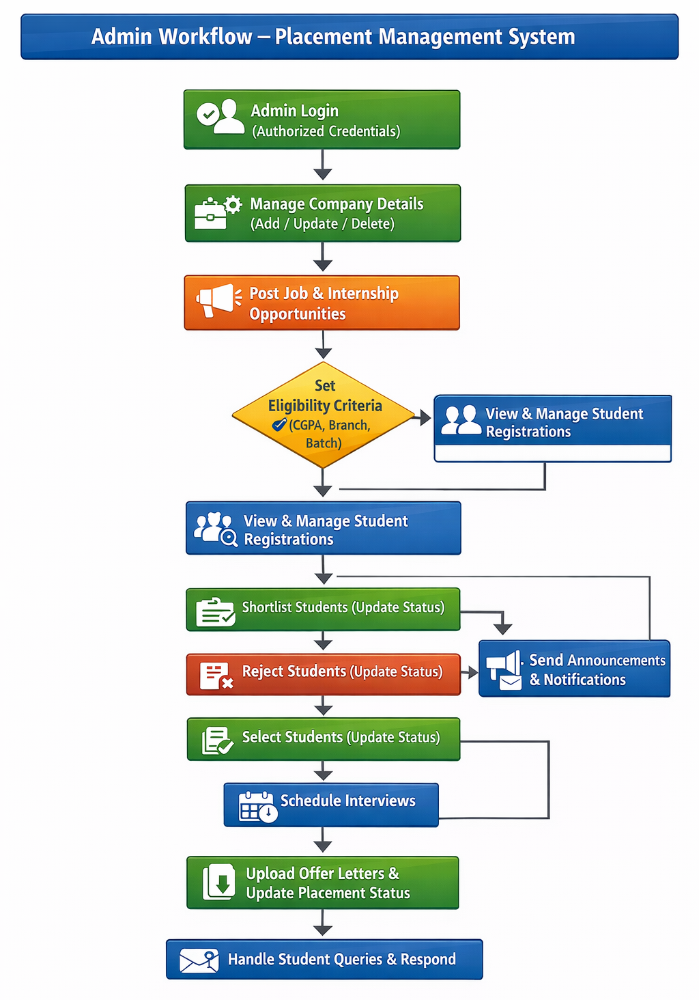 Admin Workflow – Placement Management System
Admin Login
(Authorized Credentials)
Manage Company Details
(Add / Update / Delete)
Post Job & Internship
Opportunities
Set
Eligibility Criteria
(CGPA, Branch,
Batch)
View & Manage Student
Registrations
View & Manage Student
Registrations
Shortlist Students (Update Status)
Reject Students (Update Status)
Send Announcements
& Notifications
Select Students (Update Status)
Schedule Interviews
Upload Offer Letters &
Update Placement Status
Handle Student Queries & Respond